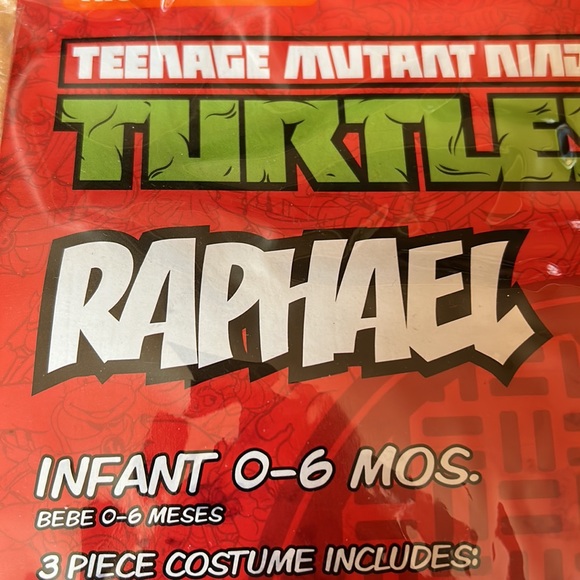 TEENAGE MUTANT NINJ
TURTLE
RAPHAEL
INFANT 0-6 MOS.
BEBE 0-6 MESES
3 PIECE COSTUME INCLUDES: